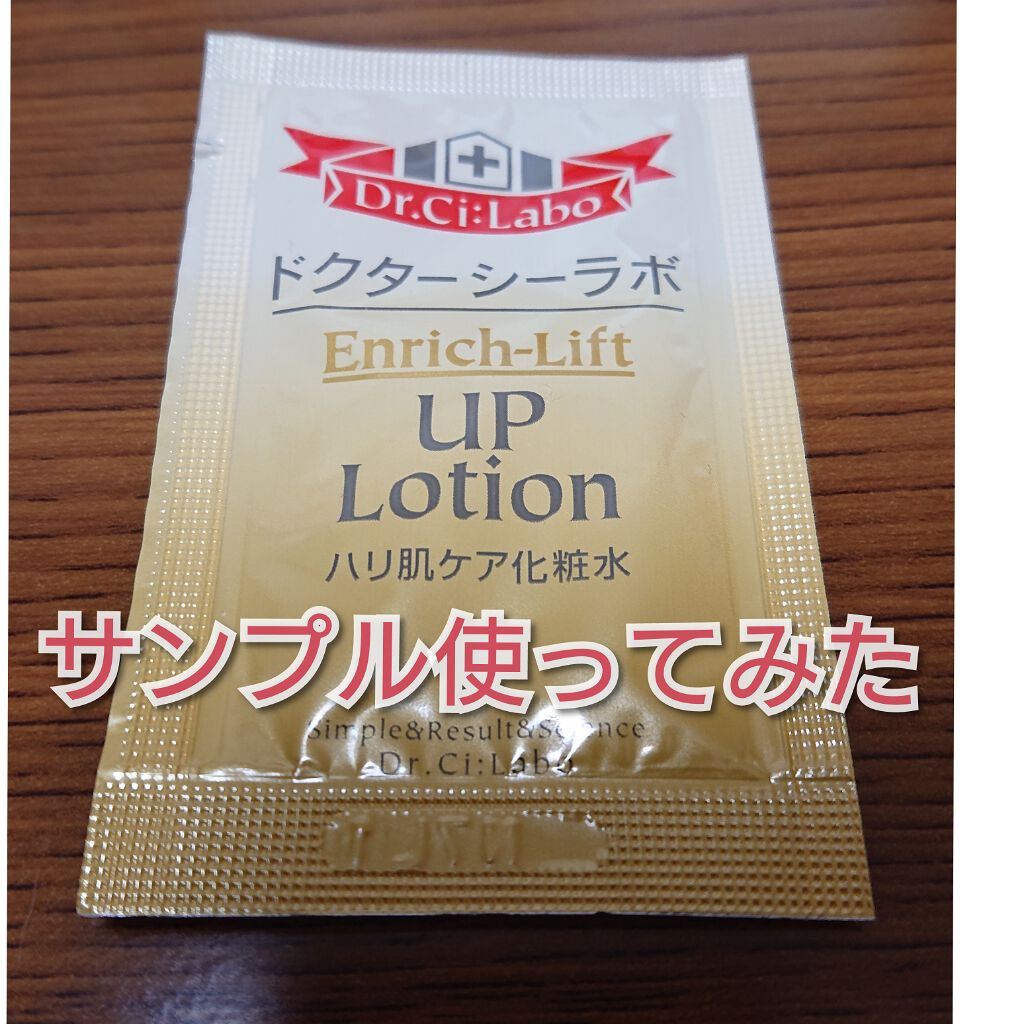 Dr.Ci:Labo
ドクターシーラボ
Enrich-Lift
UP
Lotion
ハリ肌ケア化粧水
サンプル使ってみた
Simple&Result&Science
Dr.Ci:Labo